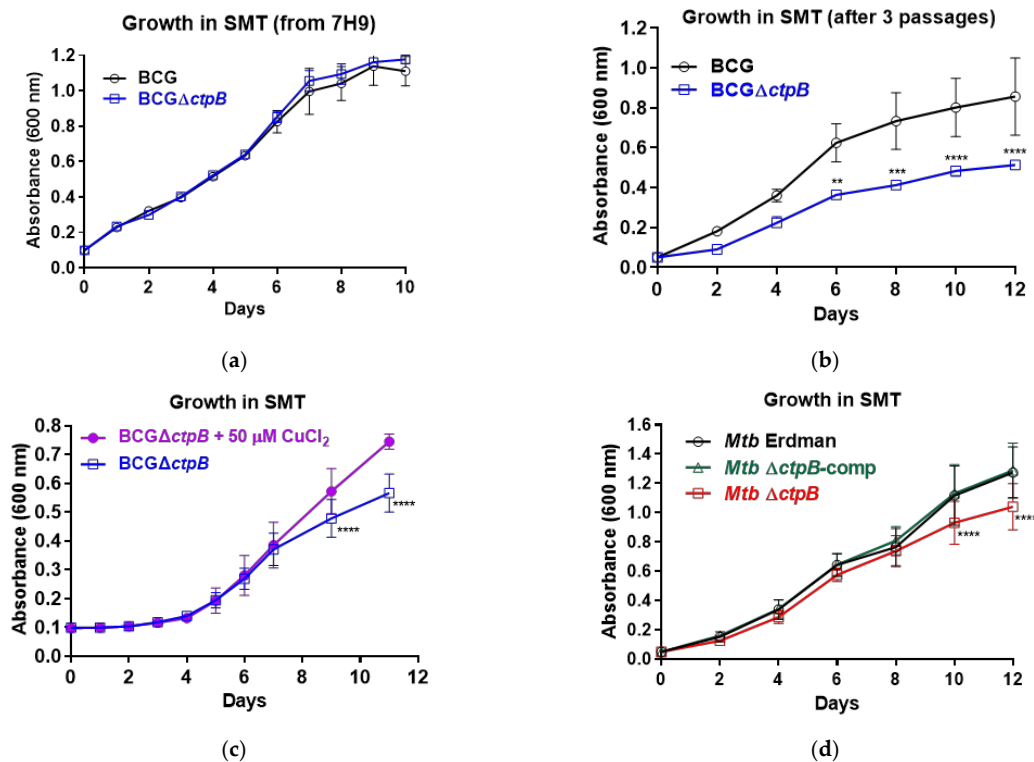 Growth in SMT (from 7H9)
BCG
BCGΔctpB
Absorbance (600 nm)
1.2
1.0
0.8
0.6
0.4
0.2
0.0
0 2 4 6 8 10
Days
(a)
Growth in SMT (after 3 passages)
BCG
BCGΔctpB
Absorbance (600 nm)
1.2
1.0
0.8
0.6
0.4
0.2
0.0
** *** **** ****
0 2 4 6 8 10 12
Days
(b)
Growth in SMT
BCGΔctpB + 50 μM CuCl₂
BCGΔctpB
Absorbance (600 nm)
0.8
0.7
0.6
0.5
0.4
0.3
0.2
0.1
0.0
**** ****
0 2 4 6 8 10 12
Days
(c)
Growth in SMT
Mtb Erdman
Mtb ΔctpB-comp
Mtb ΔctpB
Absorbance (600 nm)
1.6
1.4
1.2
1.0
0.8
0.6
0.4
0.2
0.0
**** ****
0 2 4 6 8 10 12
Days
(d)